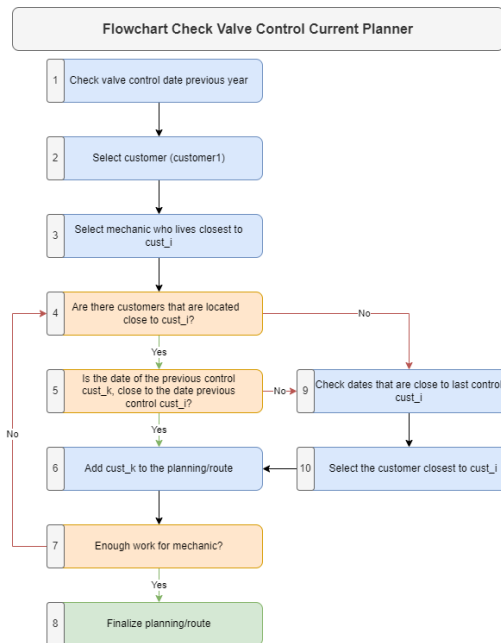 Flowchart Check Valve Control Current Planner
1
Check valve control date previous year
2
Select customer (customer1)
3
Select mechanic who lives closest to
cust_i
4
Are there customers that are located
close to cust_i?
No
Yes
5
Is the date of the previous control
cust_k, close to the date previous
control cust_i?
No
9
Check dates that are close to last control
cust_i
No
Yes
6
Add cust_k to the planning/route
10
Select the customer closest to cust_i
7
Enough work for mechanic?
Yes
8
Finalize planning/route